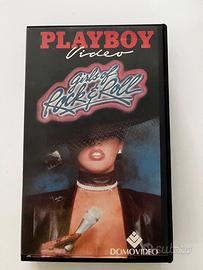 PLAYBOY
Video
Girls of
Rock & Roll
DOMOVIDEO